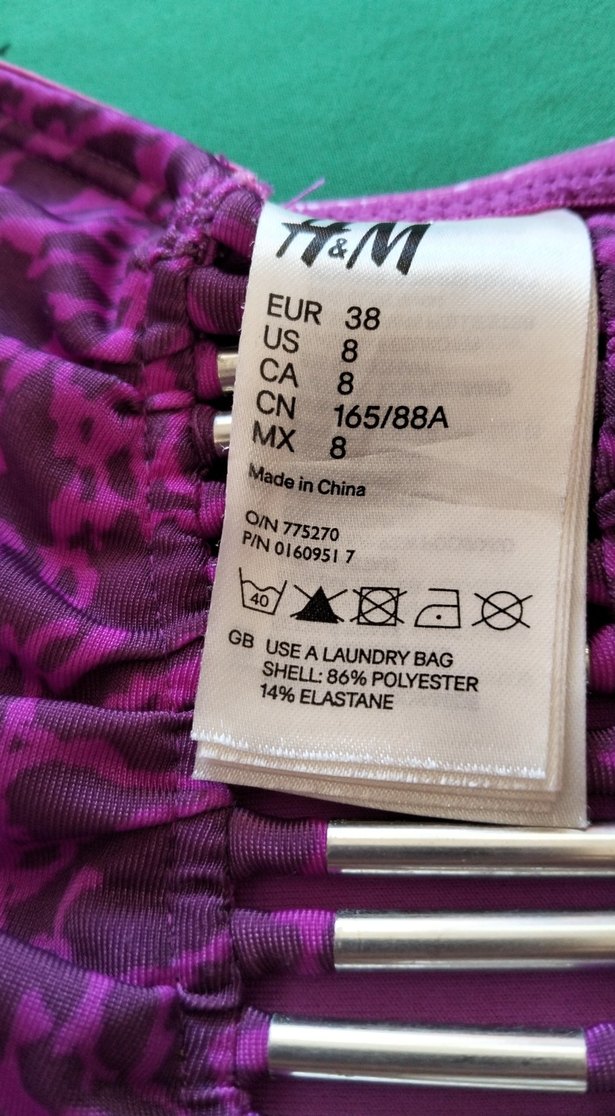 H&M
EUR 38
US 8
CA 8
CN 165/88A
MX 8
Made in China
O/N 775270
P/N 0160951 7
40
GB USE A LAUNDRY BAG
SHELL: 86% POLYESTER
14% ELASTANE